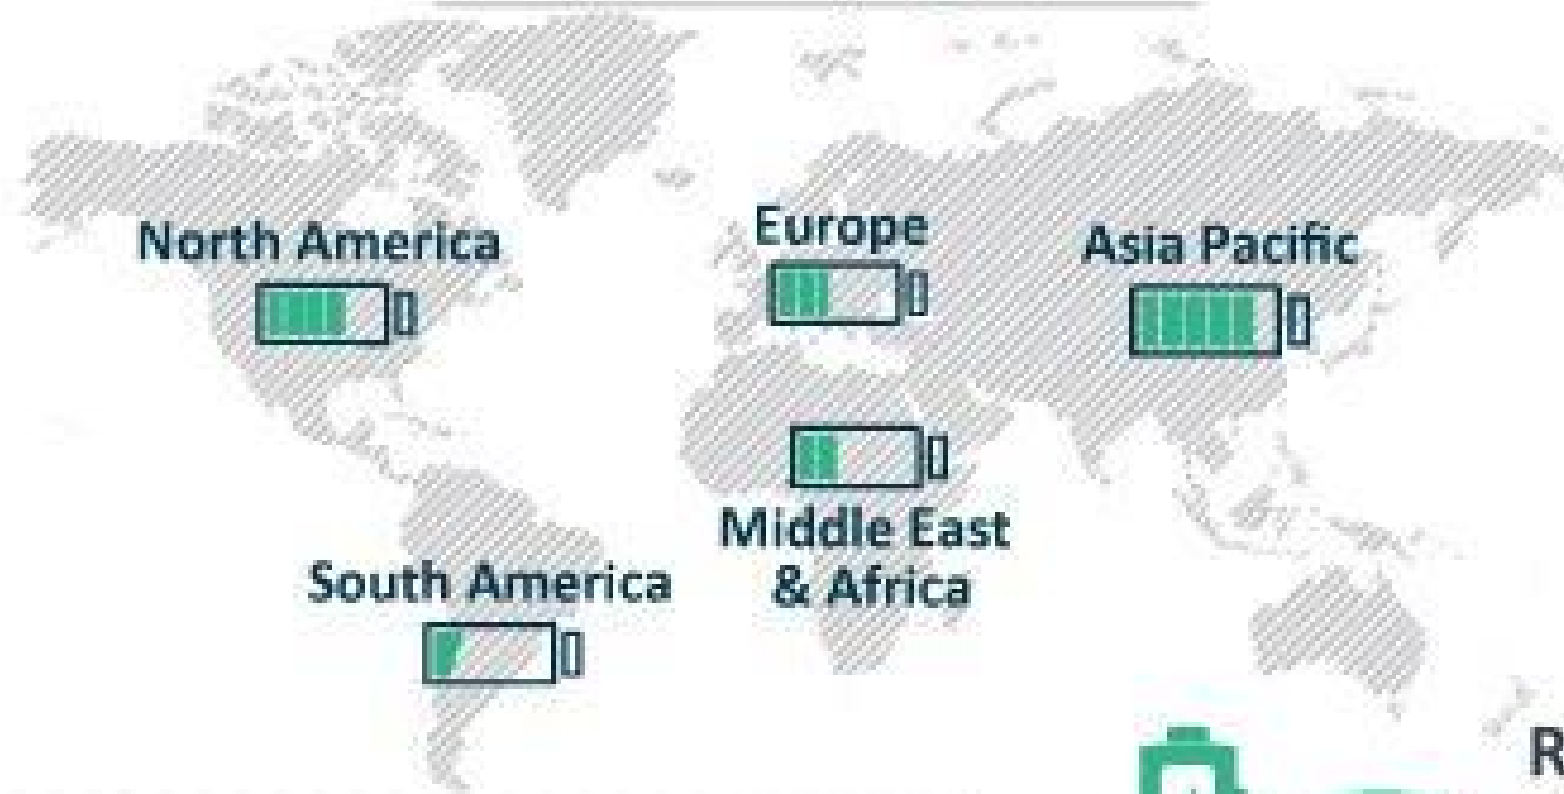 North America
Europe
Asia Pacific
Middle East
& Africa
South America
R